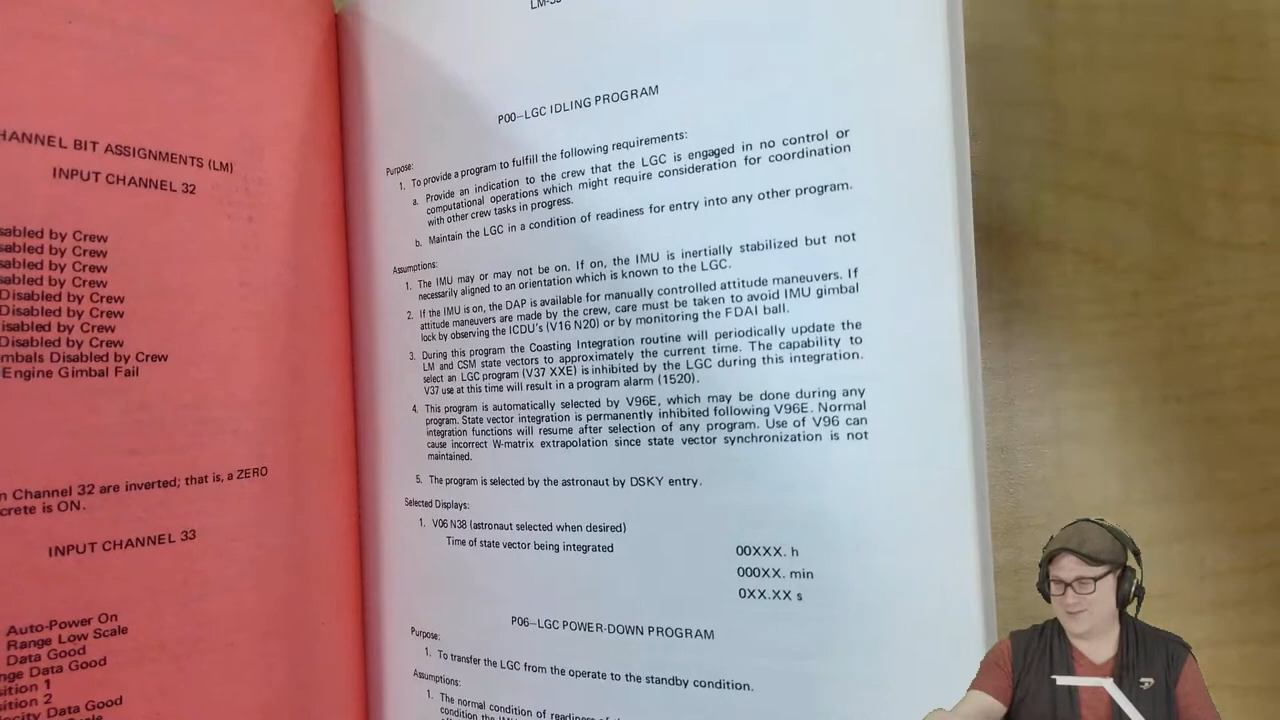 HANNEL BIT ASSIGNMENTS (LM)
INPUT CHANNEL 32
sabled by Crew
sabled by Crew
sabled by Crew
sabled by Crew
Disabled by Crew
Disabled by Crew
isabled by Crew
Disabled by Crew
mbals Disabled by Crew
Engine Gimbal Fail
n Channel 32 are inverted; that is, a ZERO
crete is ON.
INPUT CHANNEL 33
Auto-Power On
Range Low Scale
Data Good
nge Data Good
sition 1
sition 2
ocity Data Good
P00—LGC IDLING PROGRAM
Purpose:
1. To provide a program to fulfill the following requirements:
a. Provide an indication to the crew that the LGC is engaged in no control or
computational operations which might require consideration for coordination
with other crew tasks in progress.
b. Maintain the LGC in a condition of readiness for entry into any other program.
Assumptions:
1. The IMU may or may not be on. If on, the IMU is inertially stabilized but not
necessarily aligned to an orientation which is known to the LGC.
2. If the IMU is on, the DAP is available for manually controlled attitude maneuvers. If
attitude maneuvers are made by the crew, care must be taken to avoid IMU gimbal
lock by observing the ICDU's (V16 N20) or by monitoring the FDAI ball.
3. During this program the Coasting Integration routine will periodically update the
LM and CSM state vectors to approximately the current time. The capability to
select an LGC program (V37 XXE) is inhibited by the LGC during this integration.
V37 use at this time will result in a program alarm (1520).
4. This program is automatically selected by V96E, which may be done during any
program. State vector integration is permanently inhibited following V96E. Normal
integration functions will resume after selection of any program. Use of V96 can
cause incorrect W-matrix extrapolation since state vector synchronization is not
maintained.
5. The program is selected by the astronaut by DSKY entry.
Selected Displays:
1. V06 N38 (astronaut selected when desired)
Time of state vector being integrated
00XXX. h
000XX. min
0XX.XX s
P06—LGC POWER-DOWN PROGRAM
Purpose:
1. To transfer the LGC from the operate to the standby condition.
Assumptions:
1. The normal condition of readiness